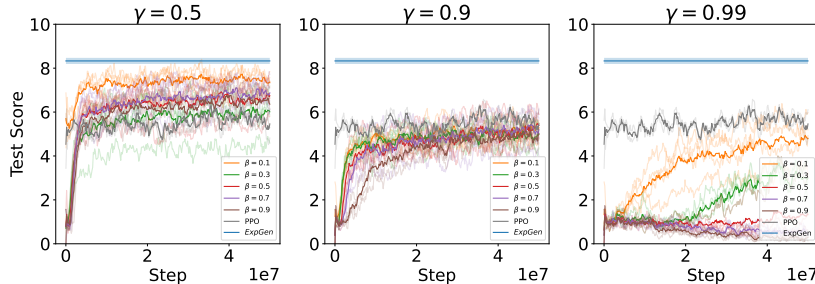 γ = 0.5
γ = 0.9
γ = 0.99
Test Score
10
8
6
4
2
0
β = 0.1
β = 0.3
β = 0.5
β = 0.7
β = 0.9
PPO
ExpGen
0
2
4
Step
1e7
10
8
6
4
2
0
β = 0.1
β = 0.3
β = 0.5
β = 0.7
β = 0.9
PPO
ExpGen
0
2
4
Step
1e7
10
8
6
4
2
0
β = 0.1
β = 0.3
β = 0.5
β = 0.7
β = 0.9
PPO
ExpGen
0
2
4
Step
1e7